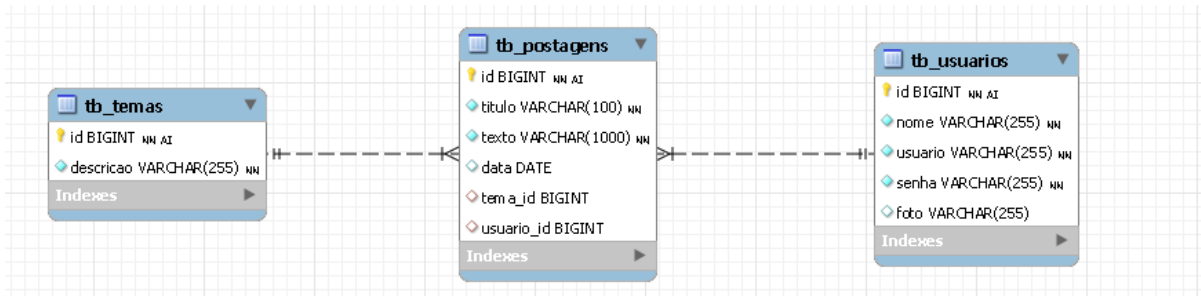 tb_temas
id BIGINT NN AI
descricao VARCHAR(255) NN
Indexes
tb_postagens
id BIGINT NN AI
titulo VARCHAR(100) NN
texto VARCHAR(1000) NN
data DATE
tema_id BIGINT
usuario_id BIGINT
Indexes
tb_usuarios
id BIGINT NN AI
nome VARCHAR(255) NN
usuario VARCHAR(255) NN
senha VARCHAR(255) NN
foto VARCHAR(255)
Indexes